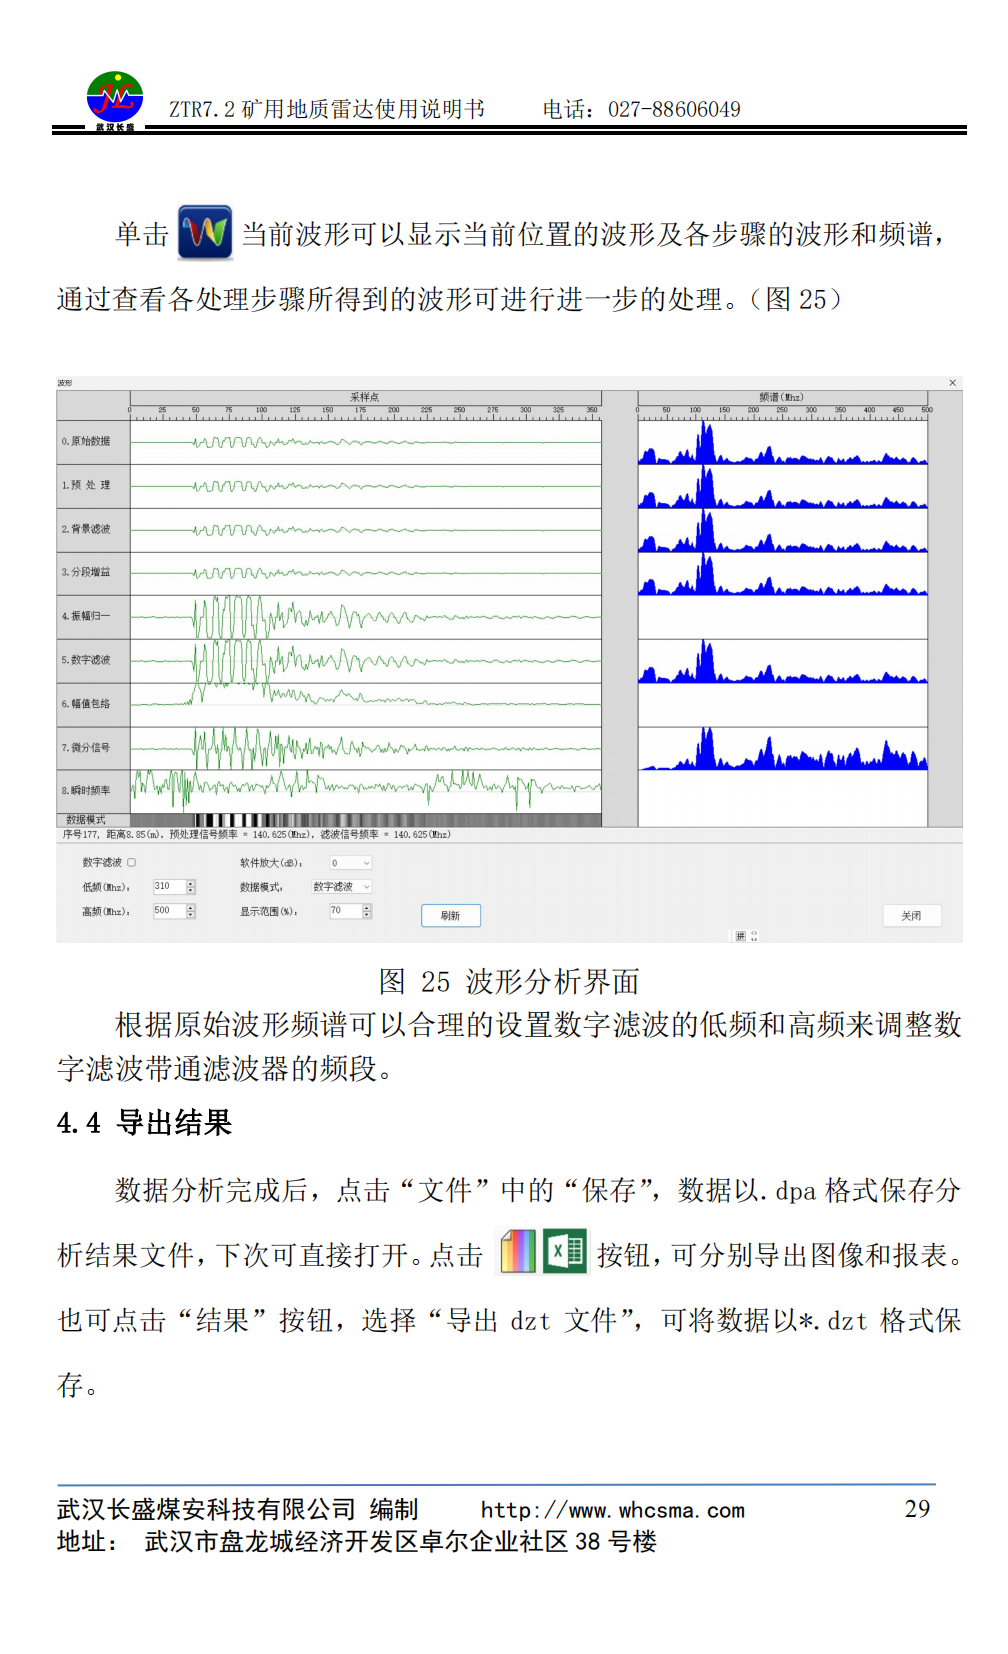 武汉长盛
ZTR7.2 矿用地质雷达使用说明书 电话：027-88606049
单击 当前波形可以显示当前位置的波形及各步骤的波形和频谱，
通过查看各处理步骤所得到的波形可进行进一步的处理。（图 25）
波形
采样点 频谱(Mhz)
0 25 50 75 100 125 150 175 200 225 250 275 300 325 350 0 50 100 150 200 250 300 350 400 450 500
0.原始数据
1.预 处 理
2.背景滤波
3.分段增益
4.振幅归一
5.数字滤波
6.幅值包络
7.微分信号
8.瞬时频率
数据模式
序号177, 距离8.85(m), 预处理信号频率 = 140.625(Mhz), 滤波信号频率 = 140.625(Mhz)
数字滤波 软件放大(dB): 0
低频(Mhz): 310 数据模式: 数字滤波
高频(Mhz): 500 显示范围(%): 70 刷新 关闭
拼
图 25 波形分析界面
根据原始波形频谱可以合理的设置数字滤波的低频和高频来调整数
字滤波带通滤波器的频段。
4.4 导出结果
数据分析完成后，点击“文件”中的“保存”，数据以.dpa 格式保存分
析结果文件，下次可直接打开。点击 按钮，可分别导出图像和报表。
也可点击“结果”按钮，选择“导出 dzt 文件”，可将数据以*.dzt 格式保
存。
武汉长盛煤安科技有限公司 编制 http://www.whcsma.com 29
地址： 武汉市盘龙城经济开发区卓尔企业社区 38 号楼